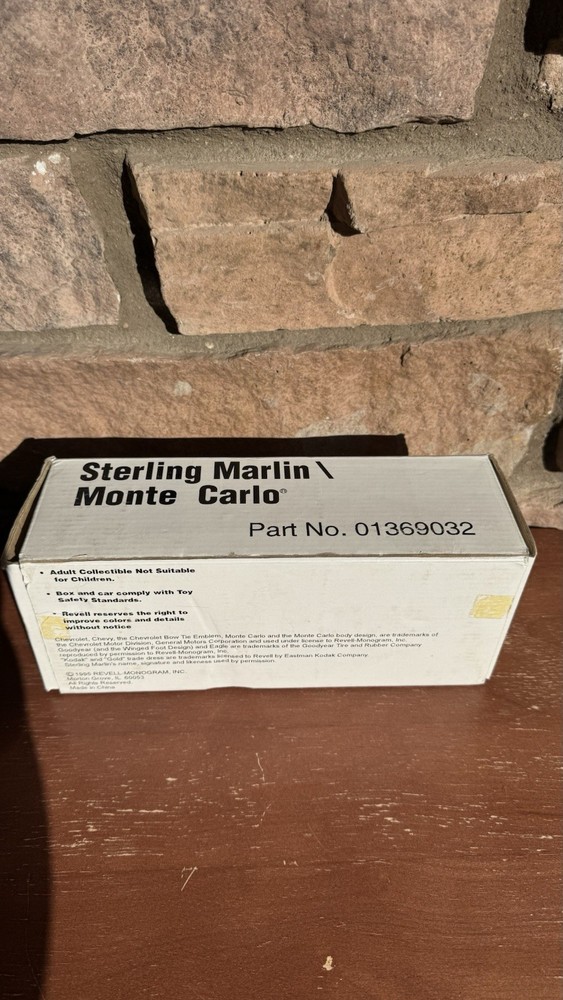 Sterling Marlin \
Monte Carlo®
Part No. 01369032
• Adult Collectible Not Suitable
for Children.
• Box and car comply with Toy
Safety Standards.
• Revell reserves the right to
improve colors and details
without notice
Chevrolet, Chevy, the Chevrolet Bow Tie Emblem, Monte Carlo and the Monte Carlo body design, are trademarks of
the Chevrolet Motor Division, General Motors Corporation and used under license to Revell-Monogram, Inc.
Goodyear (and the Winged Foot Design) and Eagle are trademarks of the Goodyear Tire and Rubber Company
reproduced by permission to Revell-Monogram, Inc.
"Kodak" and "Gold" trade dress are trademarks licensed to Revell by Eastman Kodak Company.
Sterling Marlin's name, signature and likeness used by permission.
© 1995 REVELL-MONOGRAM, INC.
Morton Grove, IL 60053
All Rights Reserved
Made in China